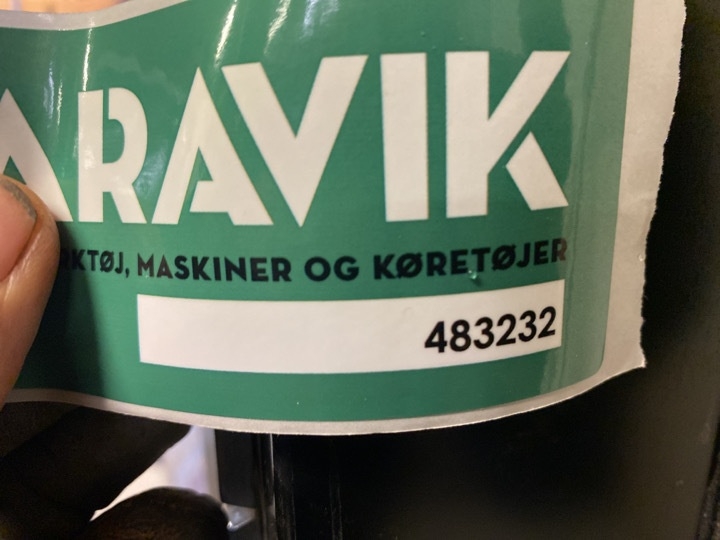 ARAVIK
KTØJ, MASKINER OG KØRETØJER
483232